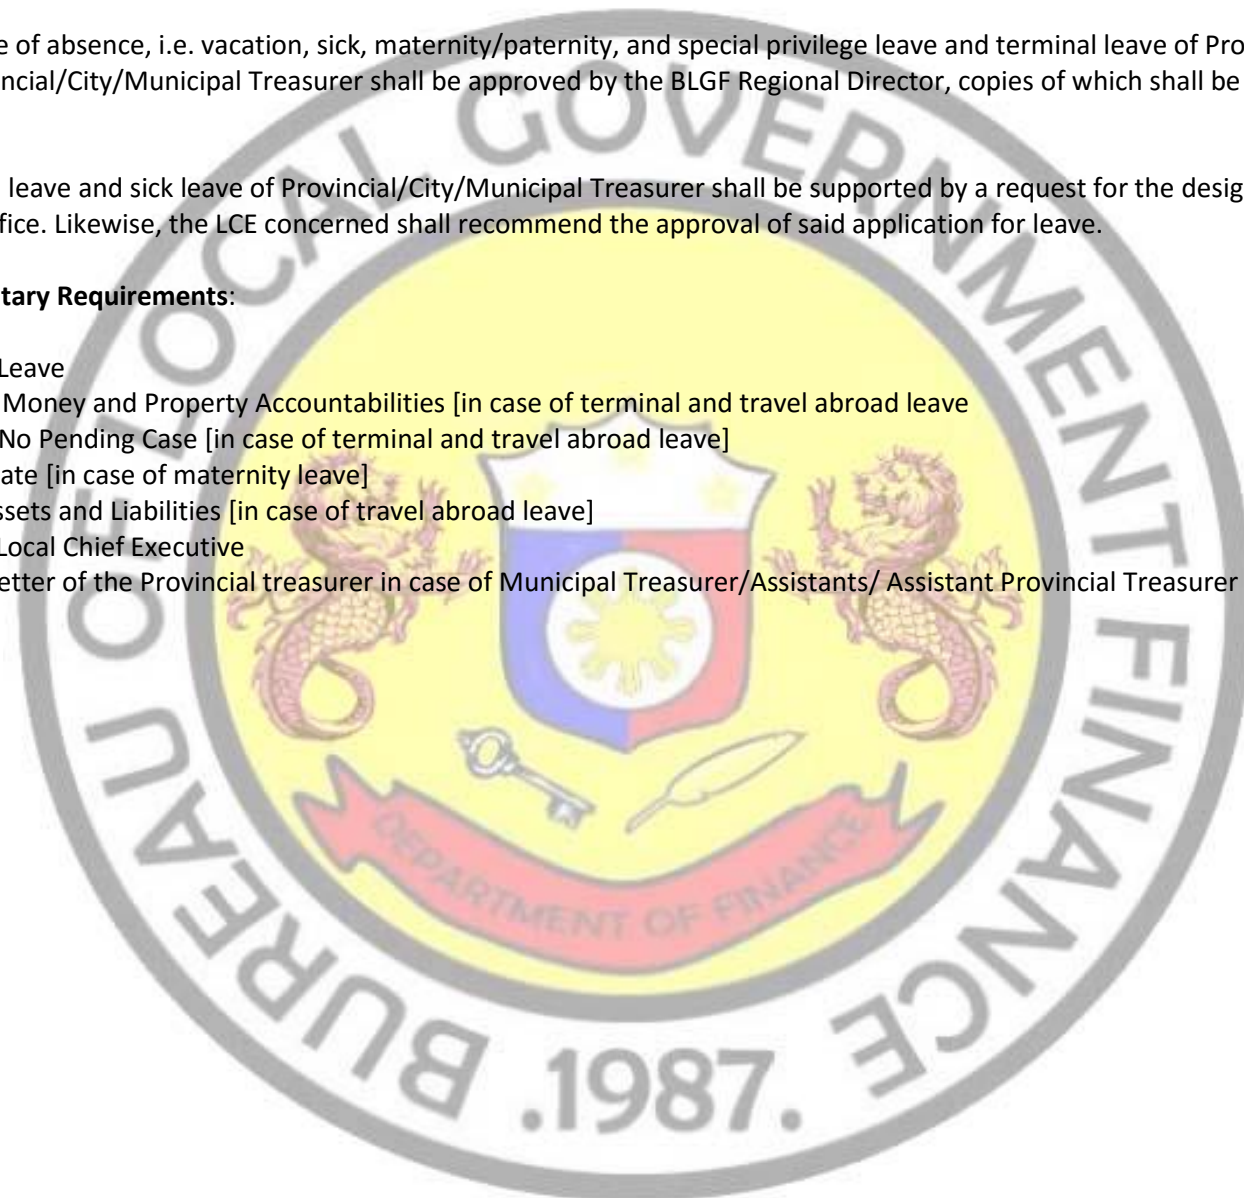 e of absence, i.e. vacation, sick, maternity/paternity, and special privilege leave and terminal leave of Pro
ncial/City/Municipal Treasurer shall be approved by the BLGF Regional Director, copies of which shall be
leave and sick leave of Provincial/City/Municipal Treasurer shall be supported by a request for the desig
fice. Likewise, the LCE concerned shall recommend the approval of said application for leave.
tary Requirements:
Leave
Money and Property Accountabilities [in case of terminal and travel abroad leave
No Pending Case [in case of terminal and travel abroad leave]
ate [in case of maternity leave]
ssets and Liabilities [in case of travel abroad leave]
Local Chief Executive
etter of the Provincial treasurer in case of Municipal Treasurer/Assistants/ Assistant Provincial Treasurer
BUREAU OF LOCAL GOVERNMENT FINANCE
DEPARTMENT OF FINANCE
.1987.